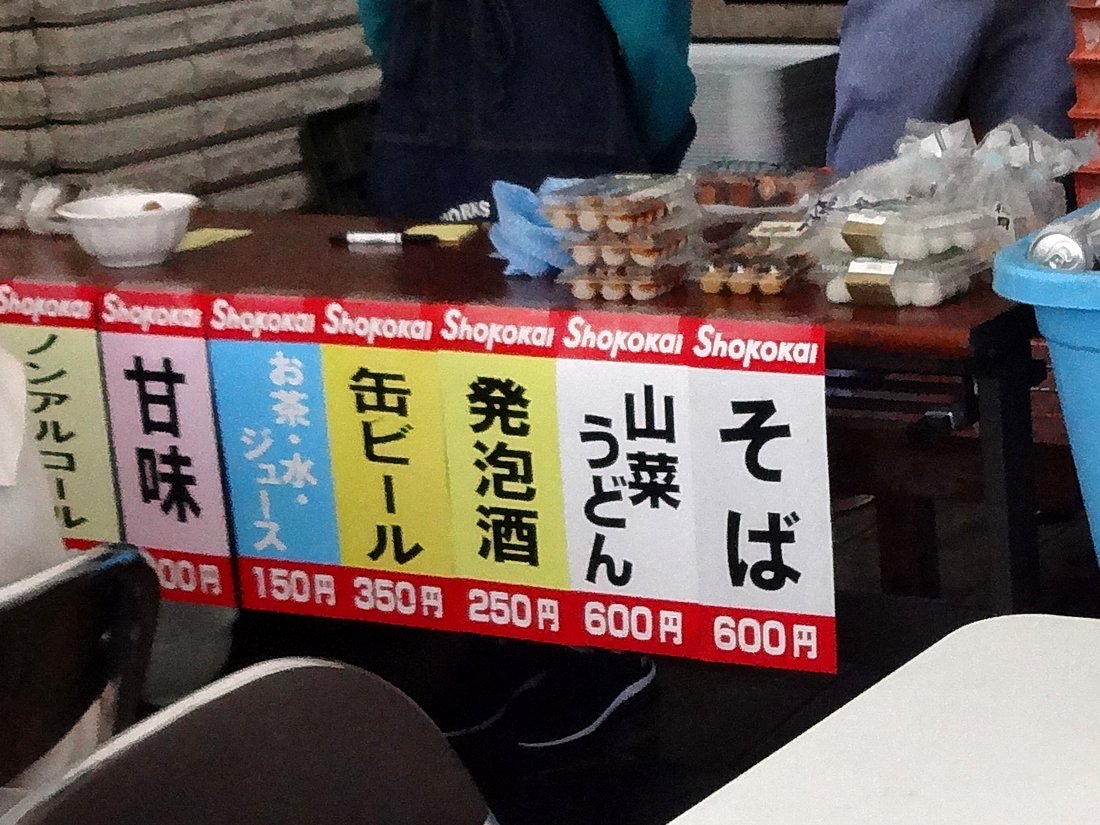 Shokokai
ノンアルコール
Shokokai
甘味
00円
Shokokai
お茶・水・
ジュース
150円
Shokokai
缶ビール
350円
Shokokai
発泡酒
250円
Shokokai
山菜
うどん
600円
Shokokai
そば
600円